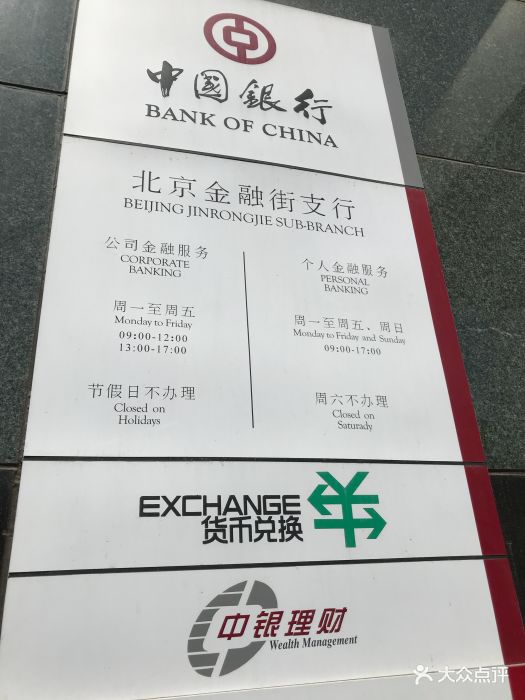 中国銀行
BANK OF CHINA
北京金融街支行
BEIJING JINRONGJIE SUB-BRANCH
公司金融服务
CORPORATE
BANKING
周一至周五
Monday to Friday
09:00-12:00
13:00-17:00
节假日不办理
Closed on
Holidays
个人金融服务
PERSONAL
BANKING
周一至周五、周日
Monday to Friday and Sunday
09:00-17:00
周六不办理
Closed on
Saturady
EXCHANGE
货币兑换
中银理财
Wealth Management
大众点评